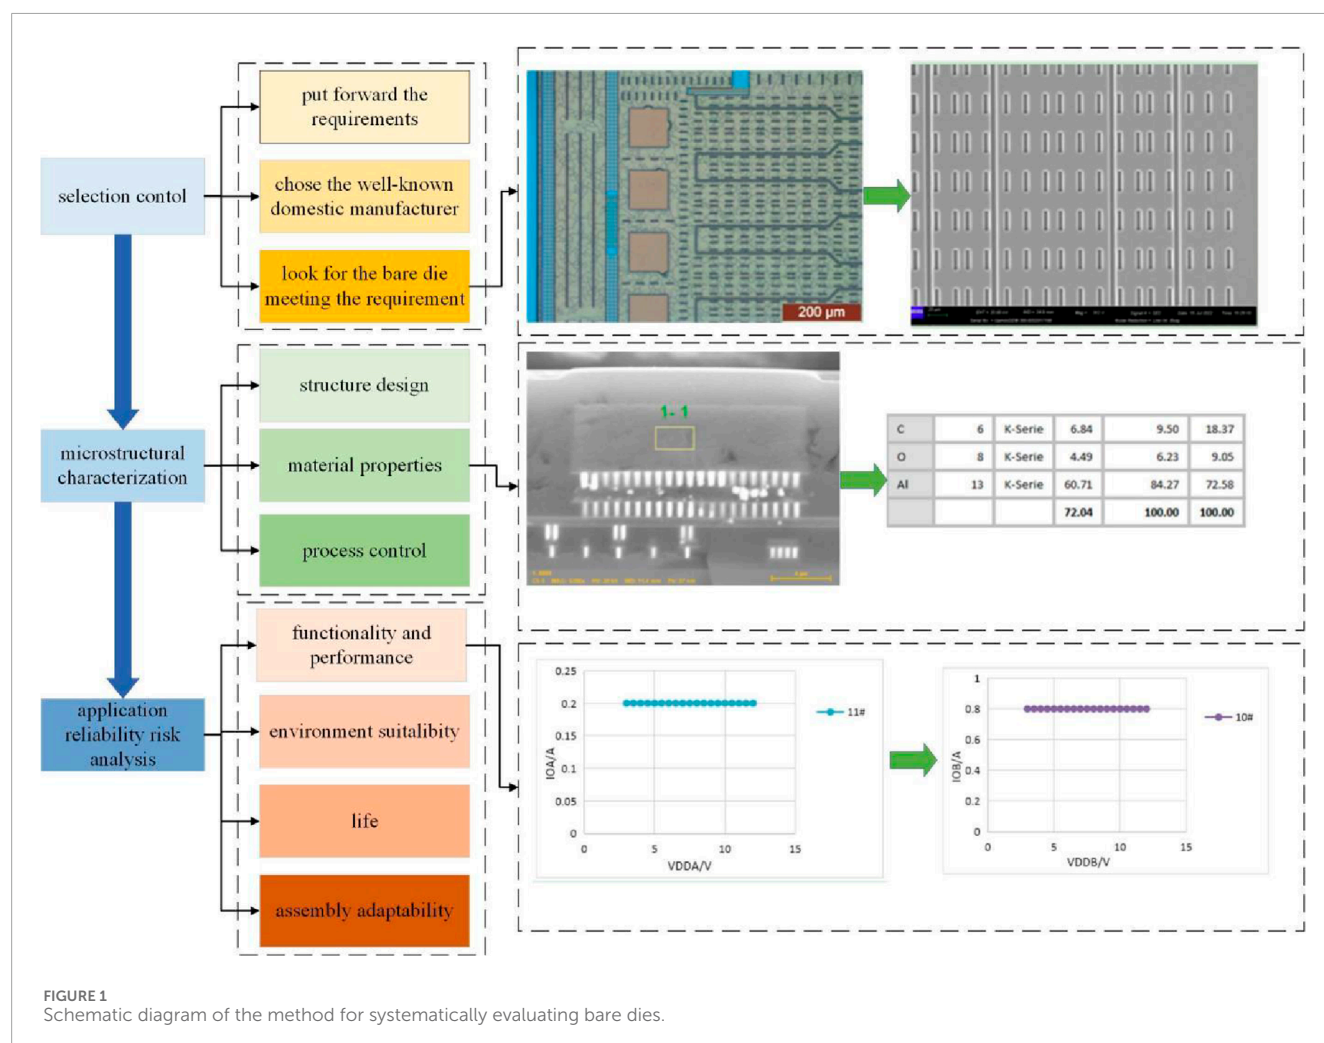 selection contol
put forward the
requirements
chose the well-known
domestic manufacturer
look for the bare die
meeting the requirement
200 µm
microstructural
characterization
structure design
material properties
process control
1-1
C 6 K-Serie 6.84 9.50 18.37
O 8 K-Serie 4.49 6.23 9.05
Al 13 K-Serie 60.71 84.27 72.58
72.04 100.00 100.00
application
reliability risk
analysis
functionality and
performance
environment suitalibity
life
assembly adaptability
0.25
0.2
0.15
0.1
0.05
0
IOA/A
0 5 10 15
VDDA/V
11#
1
0.8
0.6
0.4
0.2
0
IOB/A
0 5 10 15
VDDB/V
10#
FIGURE 1
Schematic diagram of the method for systematically evaluating bare dies.